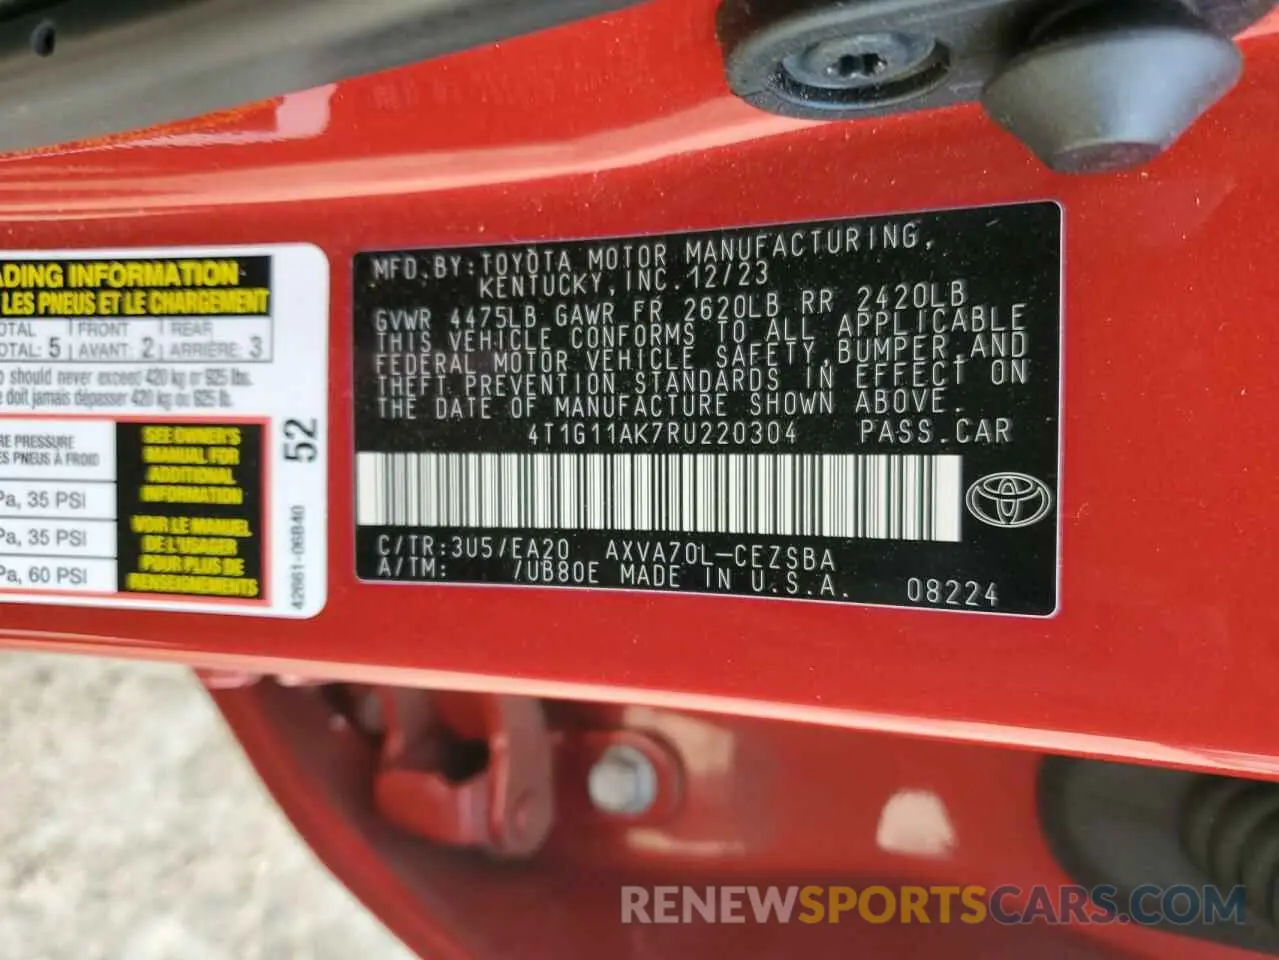 ADING INFORMATION
LES PNEUS ET LE CHARGEMENT
OTAL FRONT REAR
OTAL: 5 AVANT: 2 ARRIÈRE: 3
should never exceed 420 kg or 925 lbs.
doit jamais dépasser 420 kg ou 925 lb.
RE PRESSURE
ES PNEUS À FROID
Pa, 35 PSI
Pa, 35 PSI
Pa, 60 PSI
SEE OWNER'S
MANUAL FOR
ADDITIONAL
INFORMATION
VOIR LE MANUEL
DE L'USAGER
POUR PLUS DE
RENSEIGNEMENTS
52
42661-06B40
MFD.BY:TOYOTA MOTOR MANUFACTURING,
KENTUCKY, INC. 12/23
GVWR 4475LB GAWR FR 2620LB RR 2420LB
THIS VEHICLE CONFORMS TO ALL APPLICABLE
FEDERAL MOTOR VEHICLE SAFETY,BUMPER,AND
THEFT PREVENTION STANDARDS IN EFFECT ON
THE DATE OF MANUFACTURE SHOWN ABOVE.
4T1G11AK7RU220304 PASS.CAR
C/TR:3U5/EA20 AXVA70L-CEZSBA
A/TM: /UB80E MADE IN U.S.A. 08224
RENEWSPORTSCARS.COM